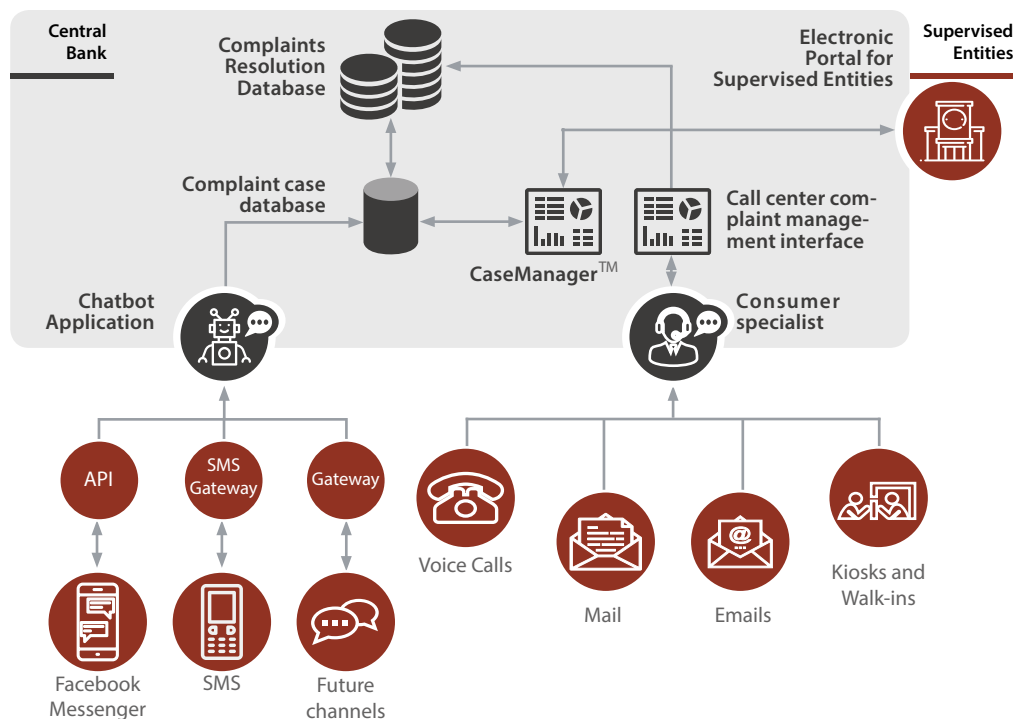 Central
Bank
Complaints
Resolution
Database
Electronic
Portal for
Supervised Entities
Supervised
Entities
Complaint case
database
Call center com-
plaint manage-
ment interface
CaseManager™
Chatbot
Application
Consumer
specialist
API
SMS
Gateway
Gateway
@
Voice Calls
Mail
Emails
Kiosks and
Walk-ins
Facebook
Messenger
SMS
Future
channels